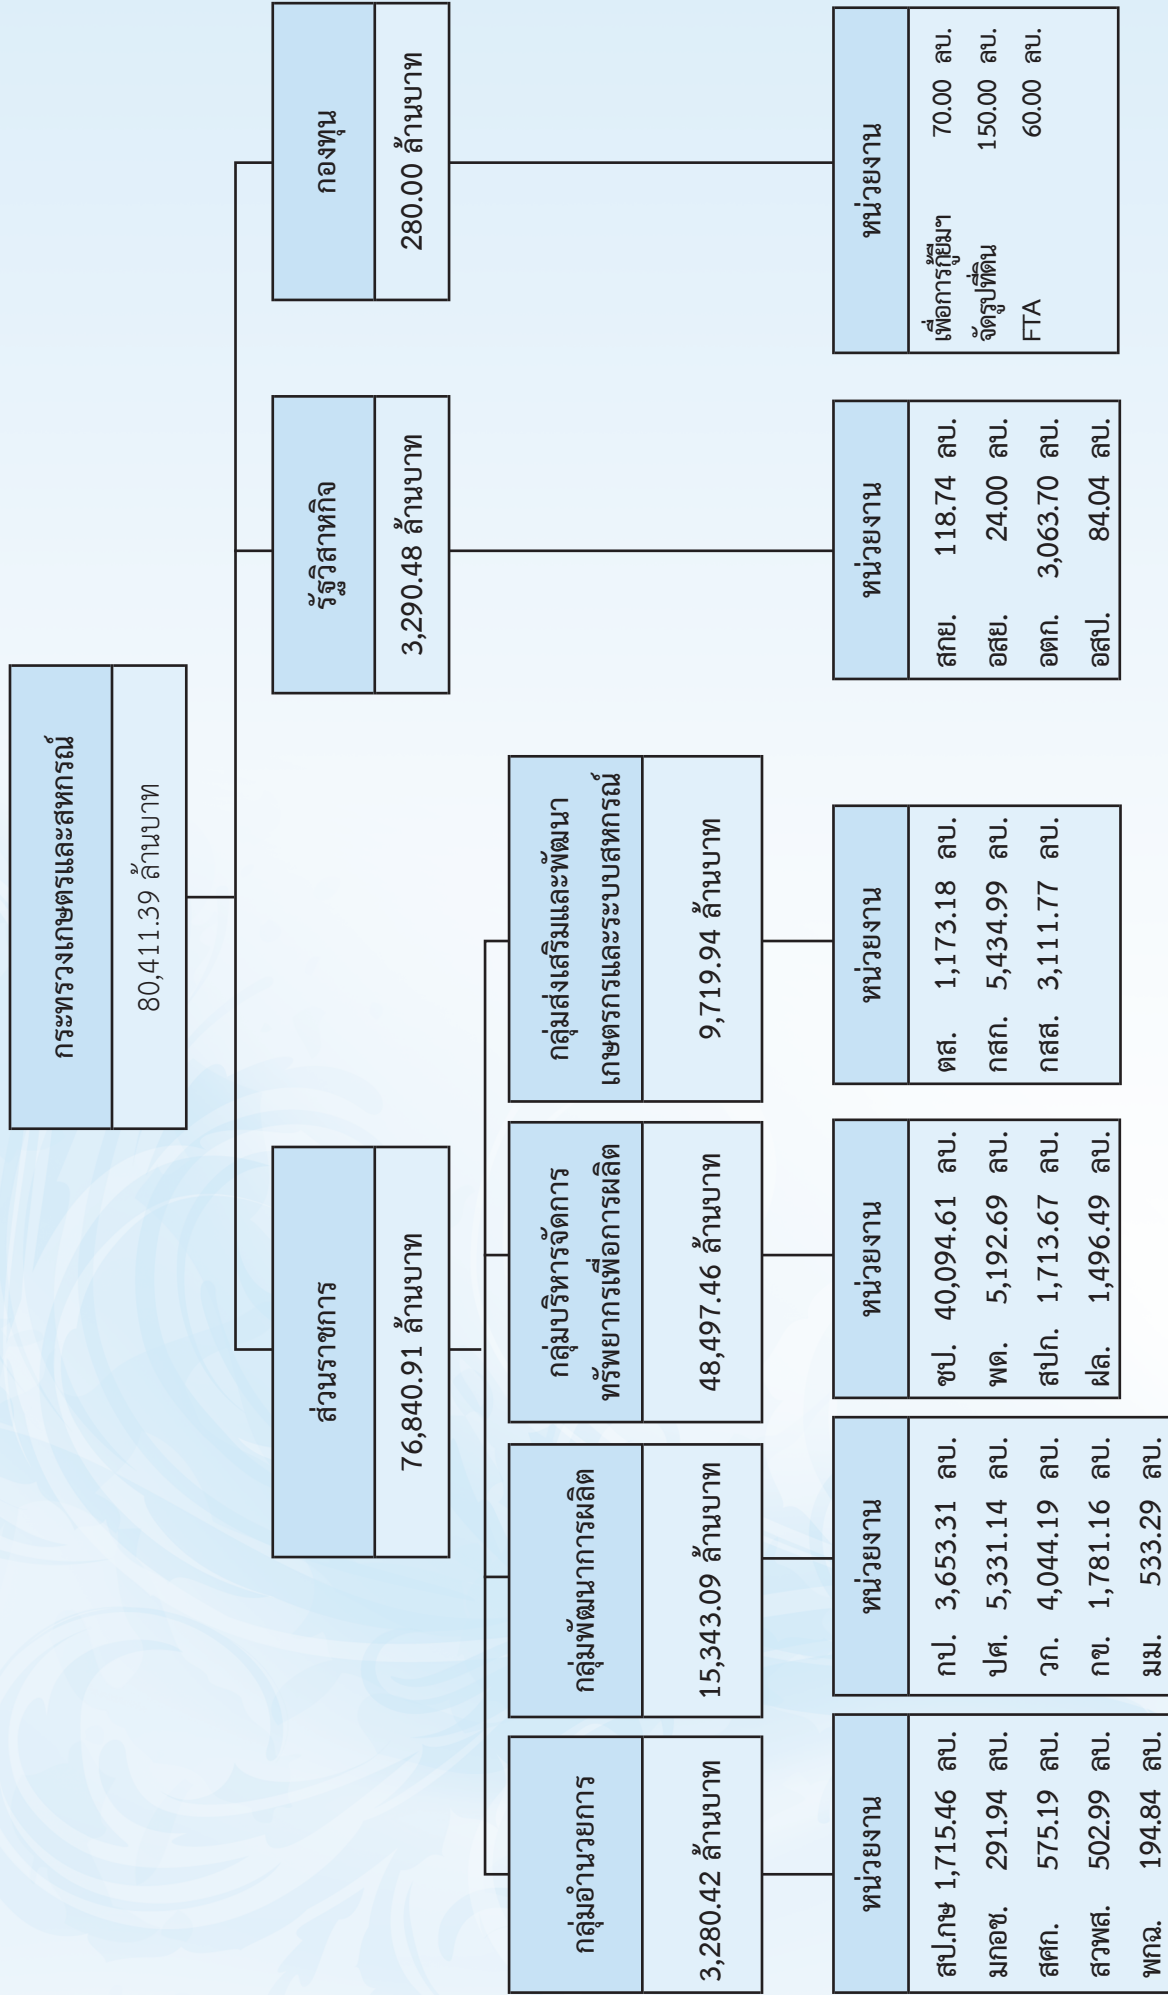 กระทรวงเกษตรและสหกรณ์
80,411.39 ล้านบาท
ส่วนราชการ
76,840.91 ล้านบาท
รัฐวิสาหกิจ
3,290.48 ล้านบาท
กองทุน
280.00 ล้านบาท
กลุ่มอำนวยการ
3,280.42 ล้านบาท
กลุ่มพัฒนาการผลิต
15,343.09 ล้านบาท
กลุ่มบริหารจัดการ
ทรัพยากรเพื่อการผลิต
48,497.46 ล้านบาท
กลุ่มส่งเสริมและพัฒนา
เกษตรกรและระบบสหกรณ์
9,719.94 ล้านบาท
หน่วยงาน
สป.กษ 1,715.46 ลบ.
มกอช. 291.94 ลบ.
สศก. 575.19 ลบ.
สวพส. 502.99 ลบ.
พกฉ. 194.84 ลบ.
หน่วยงาน
กป. 3,653.31 ลบ.
ปศ. 5,331.14 ลบ.
วก. 4,044.19 ลบ.
กข. 1,781.16 ลบ.
มม. 533.29 ลบ.
หน่วยงาน
ชป. 40,094.61 ลบ.
พด. 5,192.69 ลบ.
สปก. 1,713.67 ลบ.
ฝล. 1,496.49 ลบ.
หน่วยงาน
ตส. 1,173.18 ลบ.
กสก. 5,434.99 ลบ.
กสส. 3,111.77 ลบ.
หน่วยงาน
สกย. 118.74 ลบ.
อสย. 24.00 ลบ.
อตก. 3,063.70 ลบ.
อสป. 84.04 ลบ.
หน่วยงาน
เพื่อการกู้ยืมฯ 70.00 ลบ.
จัดรูปที่ดิน 150.00 ลบ.
FTA 60.00 ลบ.